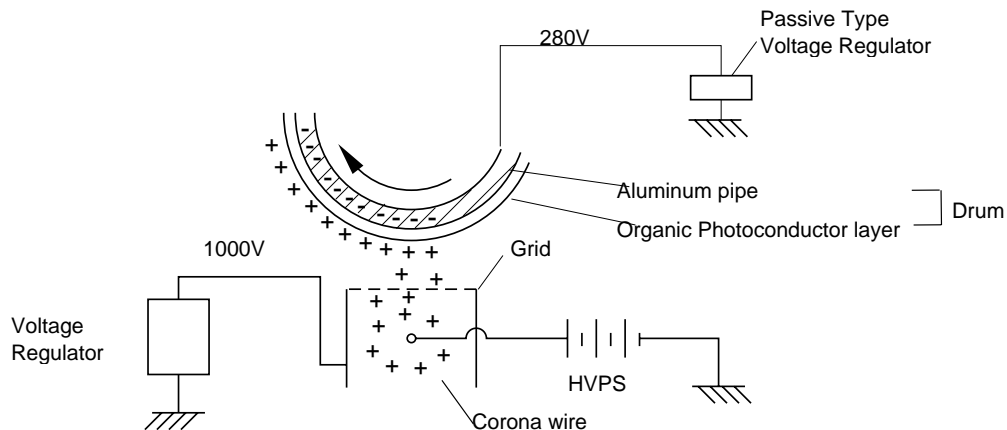 Passive Type
Voltage Regulator
280V
Aluminum pipe
Organic Photoconductor layer
Drum
1000V
Grid
Voltage
Regulator
HVPS
Corona wire